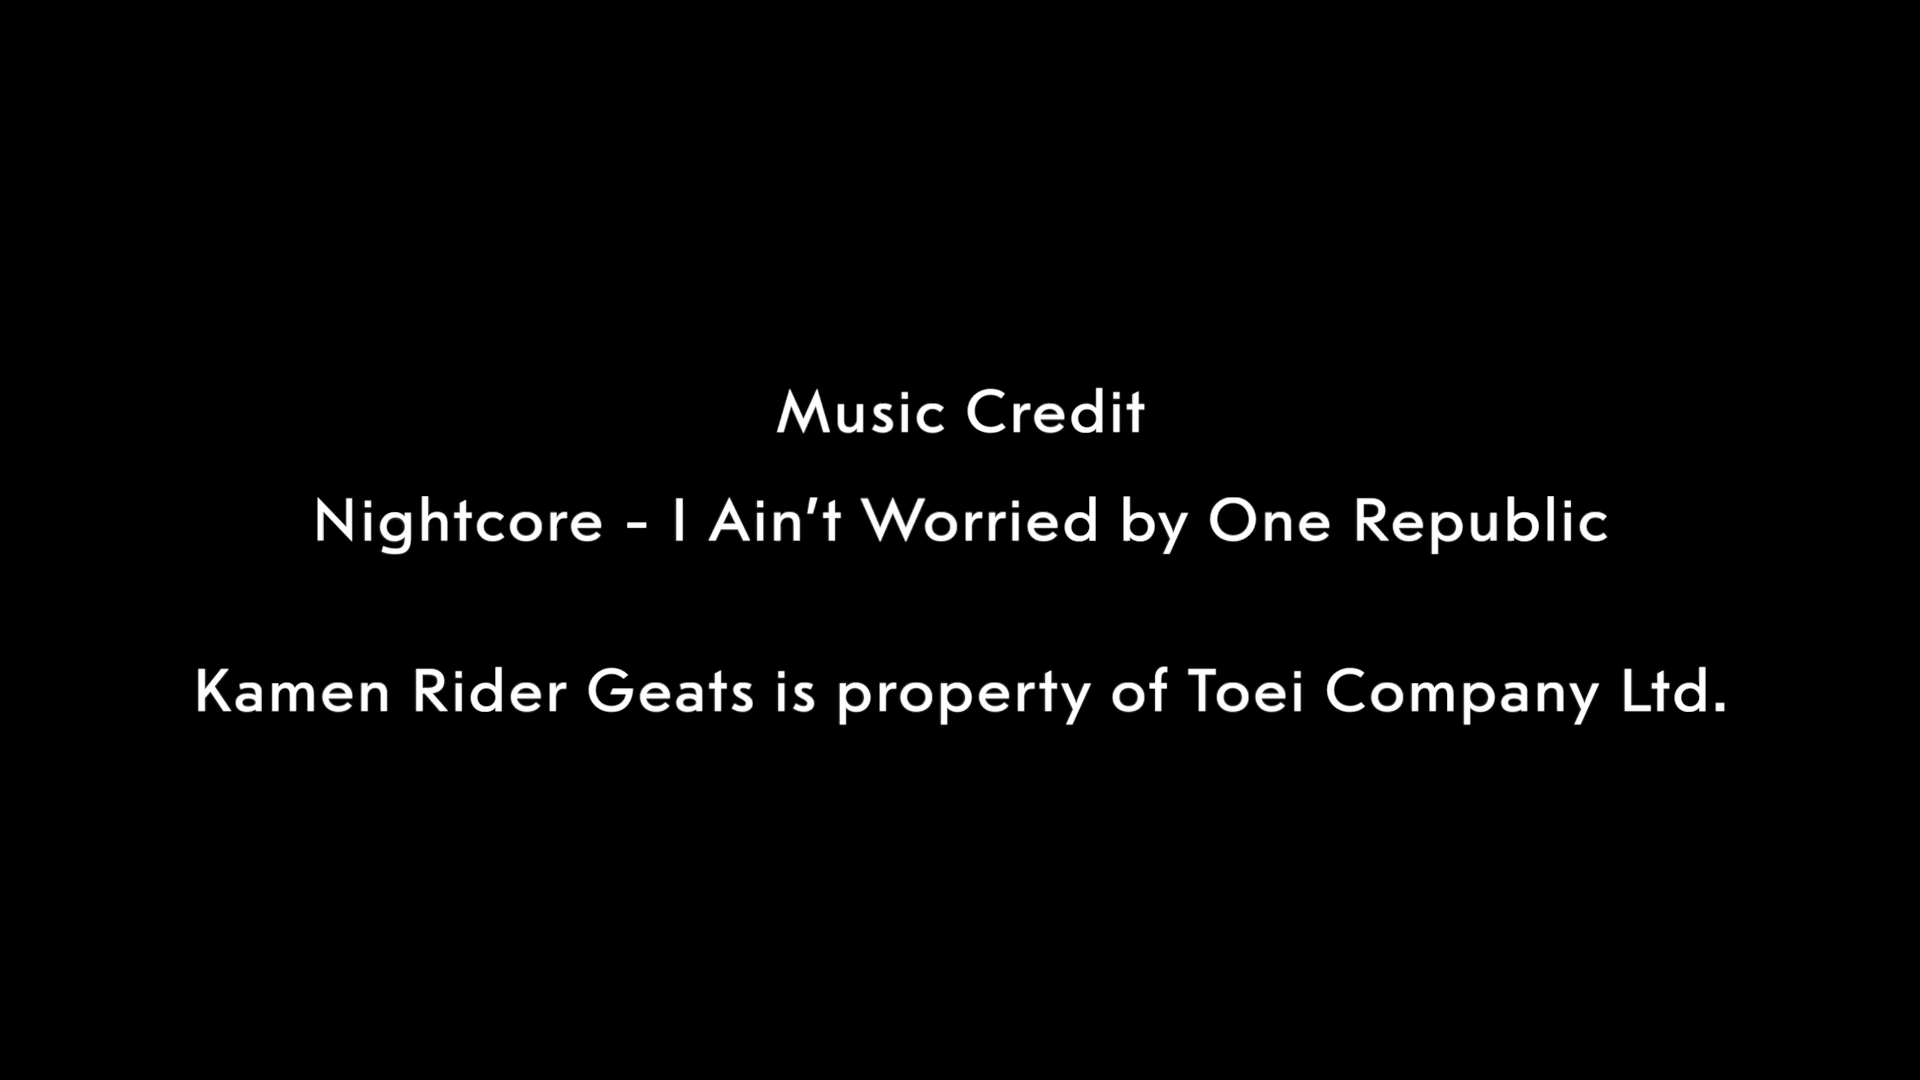 Music Credit
Nightcore - I Ain't Worried by One Republic
Kamen Rider Geats is property of Toei Company Ltd.